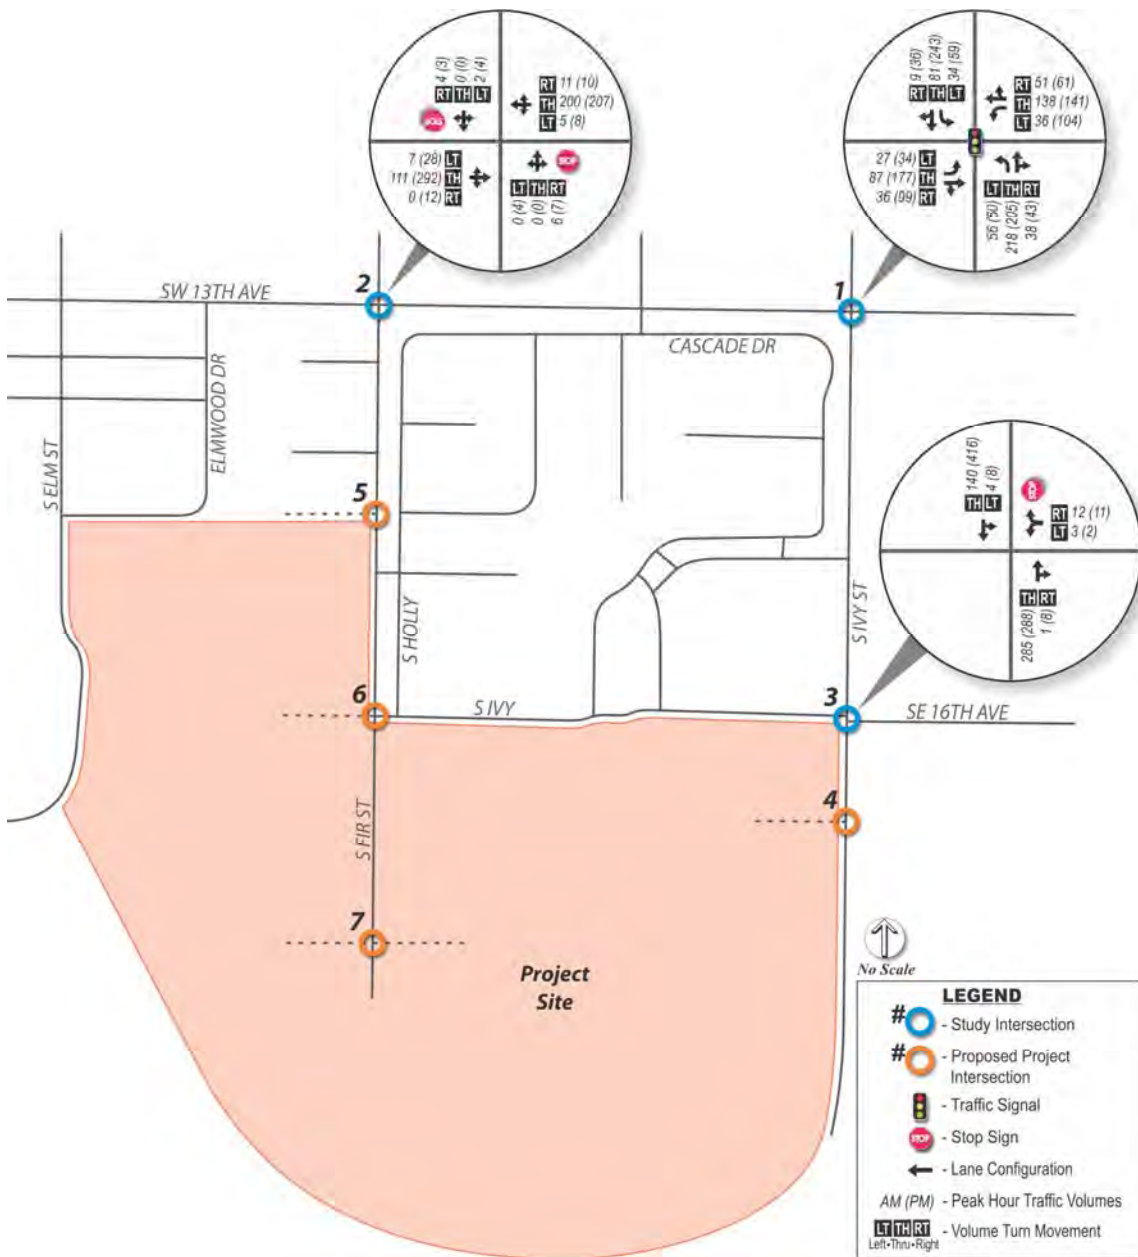 4 (3)
0 (0)
2 (4)
RT TH LT
RT 11 (10)
TH 200 (207)
LT 5 (8)
7 (28) LT
111 (292) TH
0 (12) RT
STOP
LT TH RT
0 (4)
0 (0)
6 (7)
9 (36)
81 (243)
34 (59)
RT TH LT
RT 51 (61)
TH 138 (141)
LT 36 (104)
27 (34) LT
87 (177) TH
36 (99) RT
LT TH RT
56 (50)
218 (205)
38 (43)
2
1
SW 13TH AVE
CASCADE DR
ELMWOOD DR
S ELM ST
5
S HOLLY
S IVY ST
140 (416)
4 (8)
TH LT
STOP
RT 12 (11)
LT 3 (2)
TH RT
285 (288)
1 (8)
6
S IVY
3
SE 16TH AVE
4
S FIR ST
7
Project
Site
No Scale
LEGEND
# - Study Intersection
# - Proposed Project
Intersection
- Traffic Signal
STOP - Stop Sign
- Lane Configuration
AM (PM) - Peak Hour Traffic Volumes
LT TH RT - Volume Turn Movement
Left•Thru•Right